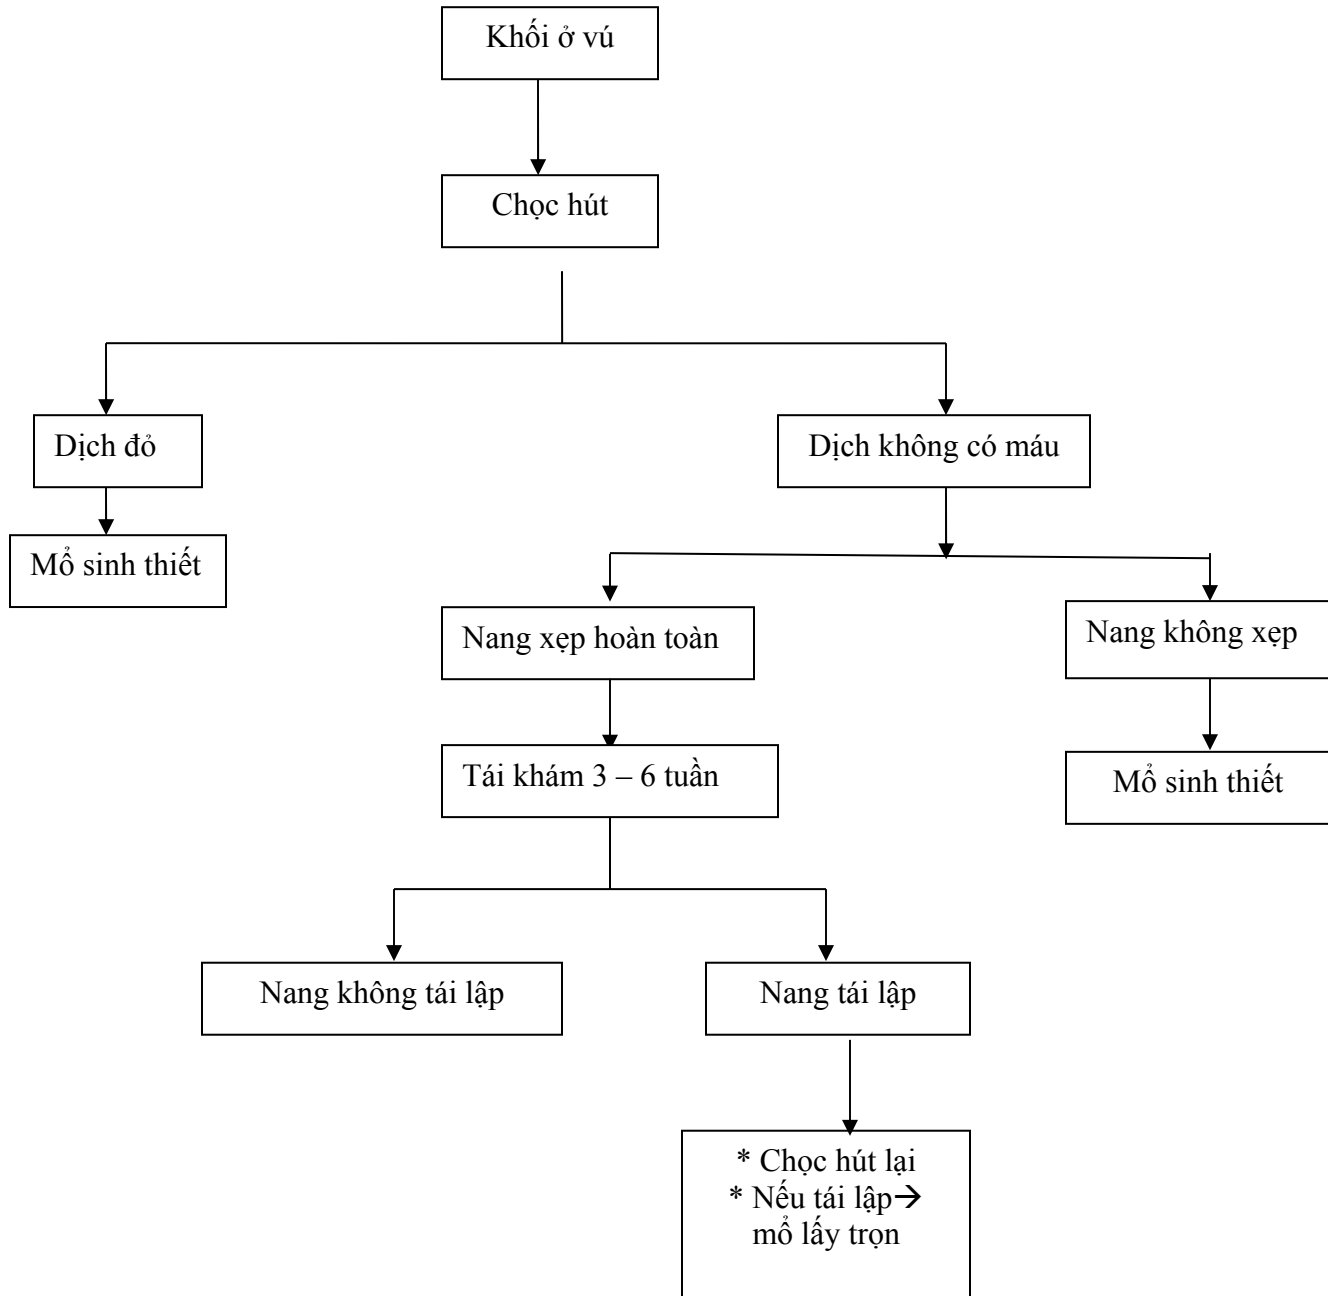 Khối ở vú
Chọc hút
Dịch đỏ
Dịch không có máu
Mổ sinh thiết
Nang xẹp hoàn toàn
Nang không xẹp
Tái khám 3 – 6 tuần
Mổ sinh thiết
Nang không tái lập
Nang tái lập
* Chọc hút lại
* Nếu tái lập→
mổ lấy trọn